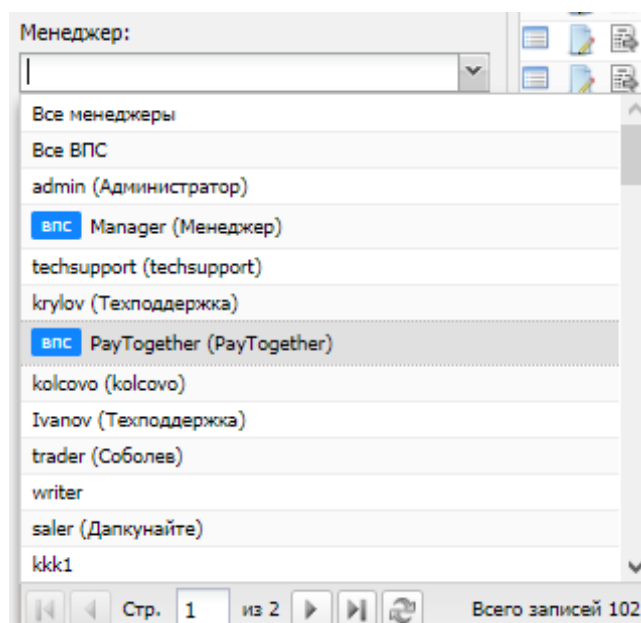 Менеджер:
Все менеджеры
Все ВПС
admin (Администратор)
впс Manager (Менеджер)
techsupport (techsupport)
krylov (Техподдержка)
впс PayTogether (PayTogether)
kolcovo (kolcovo)
Ivanov (Техподдержка)
trader (Соболев)
writer
saler (Дапкунайте)
kkk1
Стр. 1 из 2 Всего записей 102